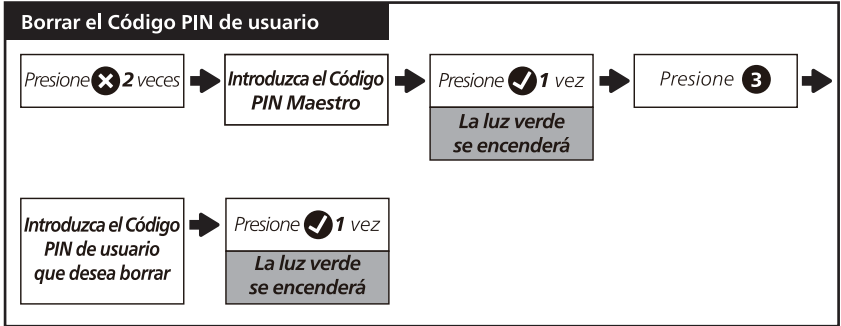 Borrar el Código PIN de usuario
Presione ✖ 2 veces
Introduzca el Código
PIN Maestro
Presione ✔ 1 vez
La luz verde
se encenderá
Presione 3
Introduzca el Código
PIN de usuario
que desea borrar
Presione ✔ 1 vez
La luz verde
se encenderá